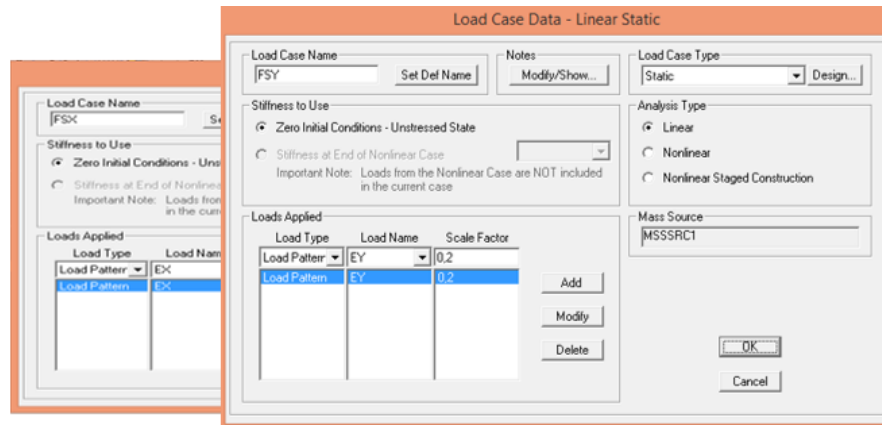 Load Case Data - Linear Static
Load Case Name
FSY
Set Def Name
Notes
Modify/Show...
Load Case Type
Static
Design...
Stiffness to Use
Zero Initial Conditions - Unstressed State
Stiffness at End of Nonlinear Case
Important Note: Loads from the Nonlinear Case are NOT included
in the current case
Analysis Type
Linear
Nonlinear
Nonlinear Staged Construction
Loads Applied
Load Type Load Name Scale Factor
Load Patterr EY 0,2
Load Pattern EY 0,2
Add
Modify
Delete
Mass Source
MSSSRC1
OK
Cancel
Load Case Name
FSX
Stiffness to Use
Zero Initial Conditions - Uns
Stiffness at End of Nonlinea
Important Note: Loads from
in the curr
Loads Applied
Load Type Load Nam
Load Patterr EX
Load Pattern EX